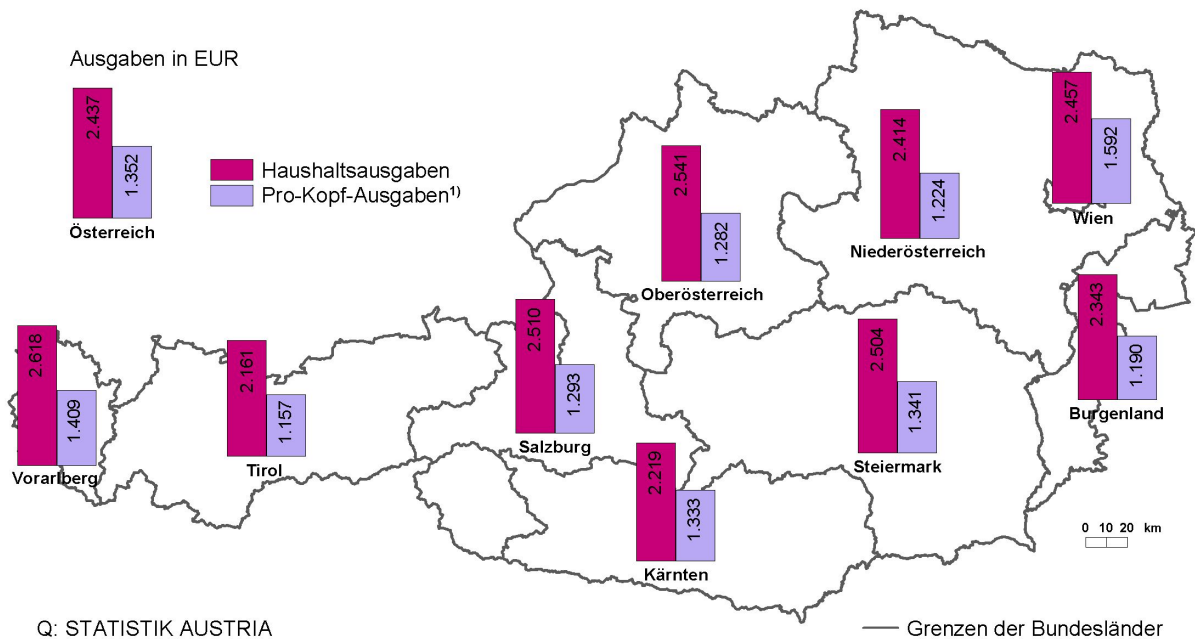 Ausgaben in EUR
2.437
1.352
Österreich
Haushaltsausgaben
Pro-Kopf-Ausgaben¹⁾
2.457
1.592
Wien
2.414
1.224
Niederösterreich
2.541
1.282
Oberösterreich
2.343
1.190
Burgenland
2.510
1.293
Salzburg
2.504
1.341
Steiermark
2.618
1.409
Vorarlberg
2.161
1.157
Tirol
2.219
1.333
Kärnten
0 10 20 km
Q: STATISTIK AUSTRIA
Grenzen der Bundesländer